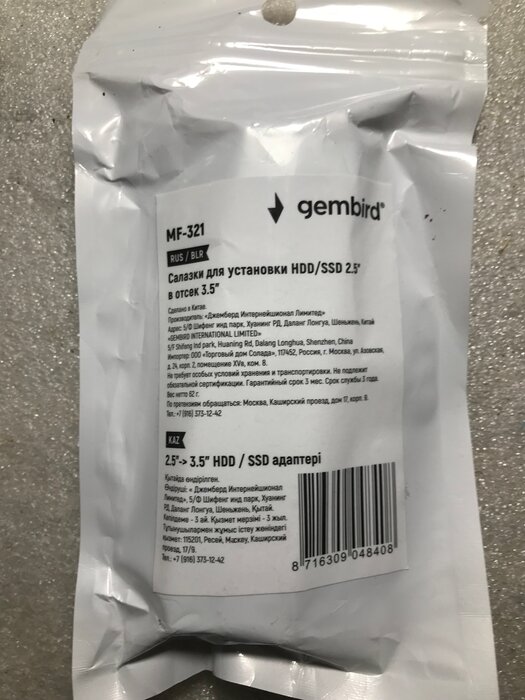 gembird®
MF-321
RUS / BLR
Салазки для установки HDD/SSD 2.5"
в отсек 3.5"
Сделано в Китае.
Производитель: «Джемберд Интернейшионал Лимитед»
Адрес: 5/Ф Шифенг инд парк, Хуанинг РД, Даланг Лонгуа, Шеньжень, Китай
«GEMBIRD INTERNATIONAL LIMITED»
5/F Shifeng Ind park, Huaning Rd, Dalang Longhua, Shenzhen, China
Импортер: ООО «Торговый дом Солада», 117452, Россия, г. Москва, ул. Азовская,
д. 24, корп. 2, помещение XVa, ком. 8.
Не требует особых условий хранения и транспортировки. Не подлежит
обязательной сертификации. Гарантийный срок 3 мес. Срок службы 3 года.
Вес нетто 62 г.
По претензиям обращаться: Москва, Каширский проезд, дом 17, корп. 9.
Тел.: +7 (916) 373-12-42
KAZ
2.5"-> 3.5" HDD / SSD адаптері
Қытайда өндірілген.
Өндіруші: « Джемберд Интернейшионал
Лимитед», 5/Ф Шифенг инд парк, Хуанинг
РД, Даланг Лонгуа, Шеньжень, Қытай.
Кепілдеме - 3 ай. Қызмет мерзімі - 3 жыл.
Тұтынушылармен жұмыс істеу жөніндегі
қызмет: 115201, Ресей, Мәскеу, Каширский
проезд, 17/9.
Тел.: +7 (916) 373-12-42
8 716309 048408